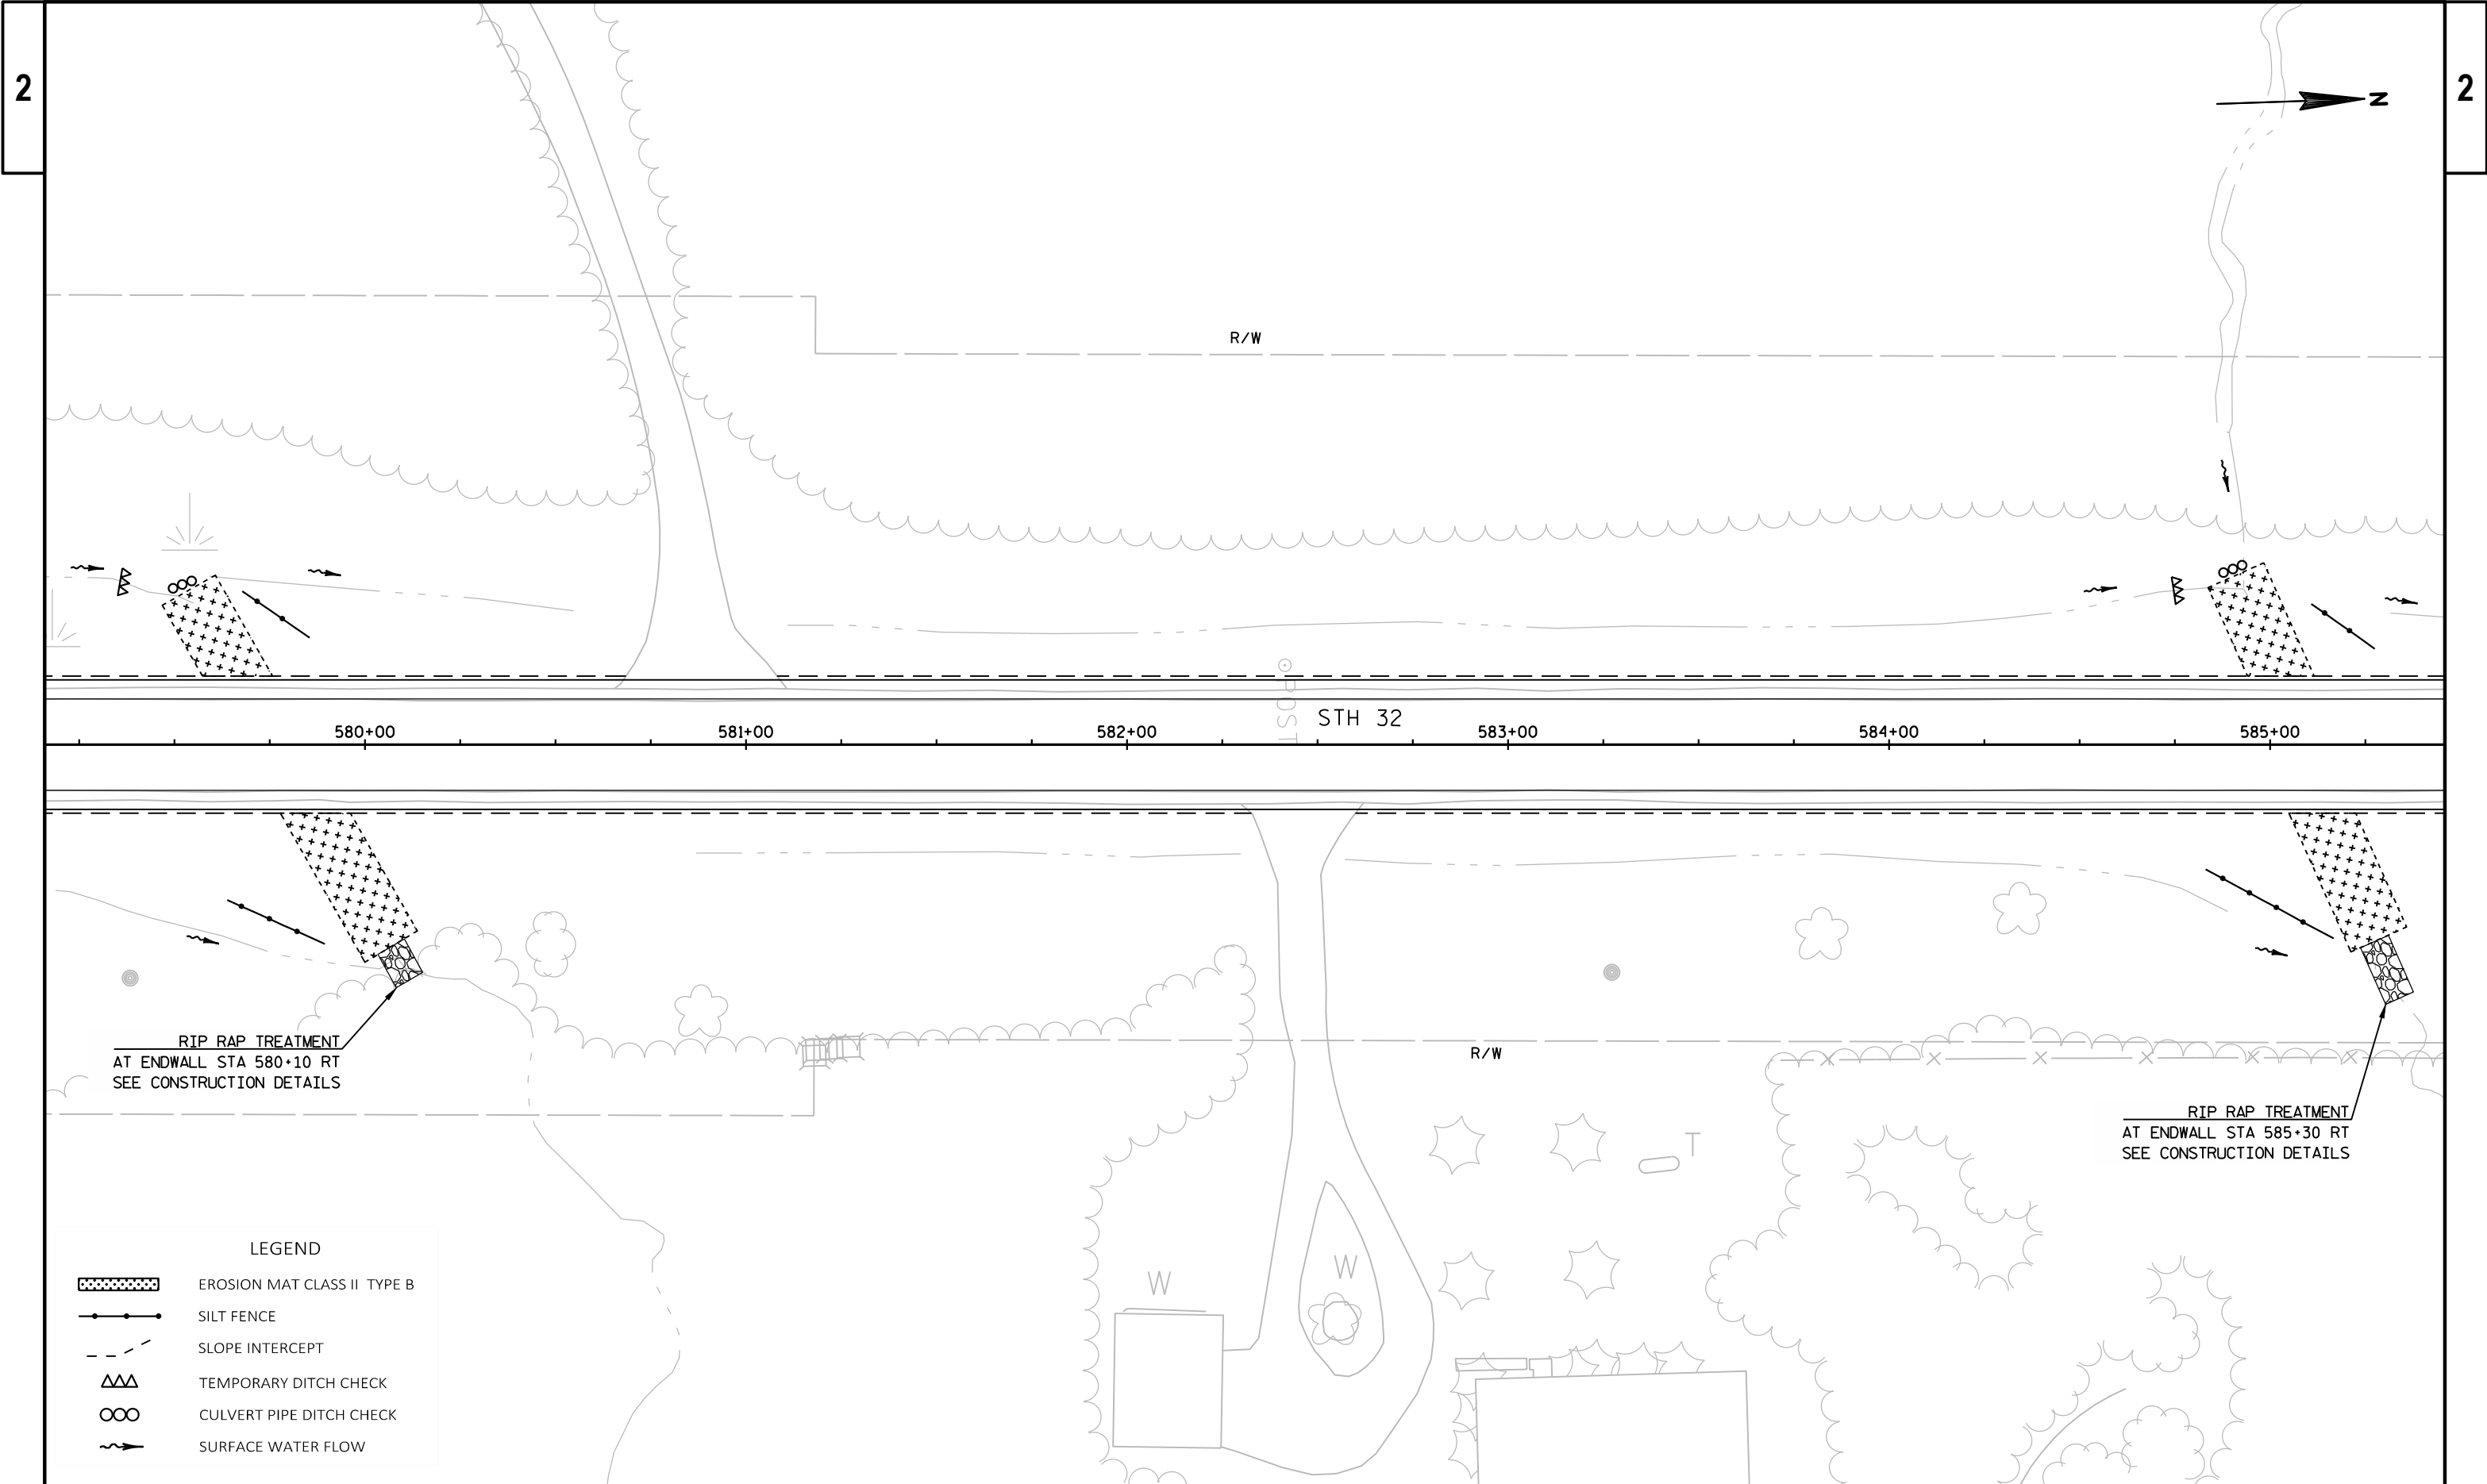 2
2
N
R/W
STH 32
580+00
581+00
582+00
583+00
584+00
585+00
RIP RAP TREATMENT
AT ENDWALL STA 580+10 RT
SEE CONSTRUCTION DETAILS
R/W
RIP RAP TREATMENT
AT ENDWALL STA 585+30 RT
SEE CONSTRUCTION DETAILS
T
W
W
LEGEND
EROSION MAT CLASS II TYPE B
SILT FENCE
SLOPE INTERCEPT
TEMPORARY DITCH CHECK
CULVERT PIPE DITCH CHECK
SURFACE WATER FLOW